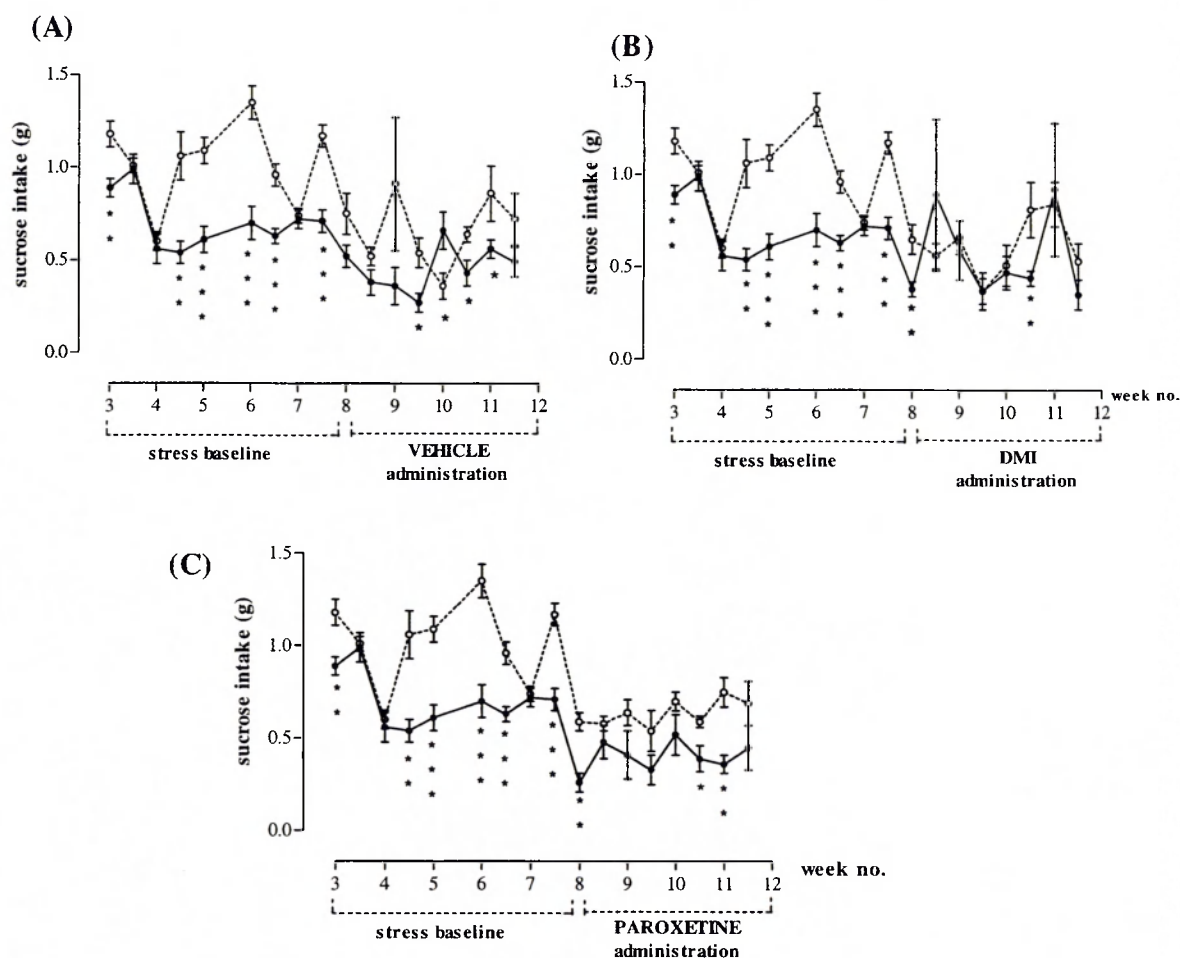 (A)
1.5
1.0
0.5
0.0
sucrose intake (g)
3 4 5 6 7 8 9 10 11 12
stress baseline
VEHICLE
administration
(B)
1.5
1.0
0.5
0.0
sucrose intake (g)
3 4 5 6 7 8 9 10 11 12
week no.
stress baseline
DMI
administration
(C)
1.5
1.0
0.5
0.0
sucrose intake (g)
3 4 5 6 7 8 9 10 11 12
week no.
stress baseline
PAROXETINE
administration